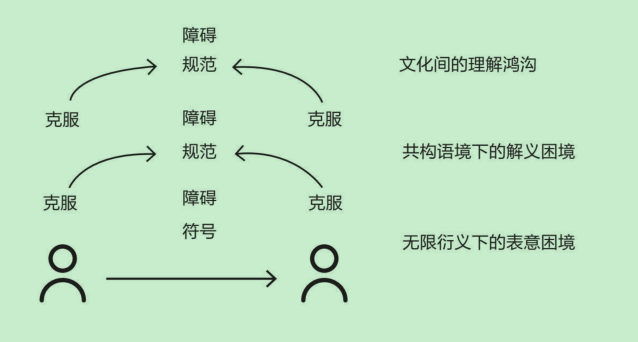 障碍
规范
文化间的理解鸿沟
克服
障碍
克服
规范
共构语境下的解义困境
克服
障碍
克服
符号
无限衍义下的表意困境